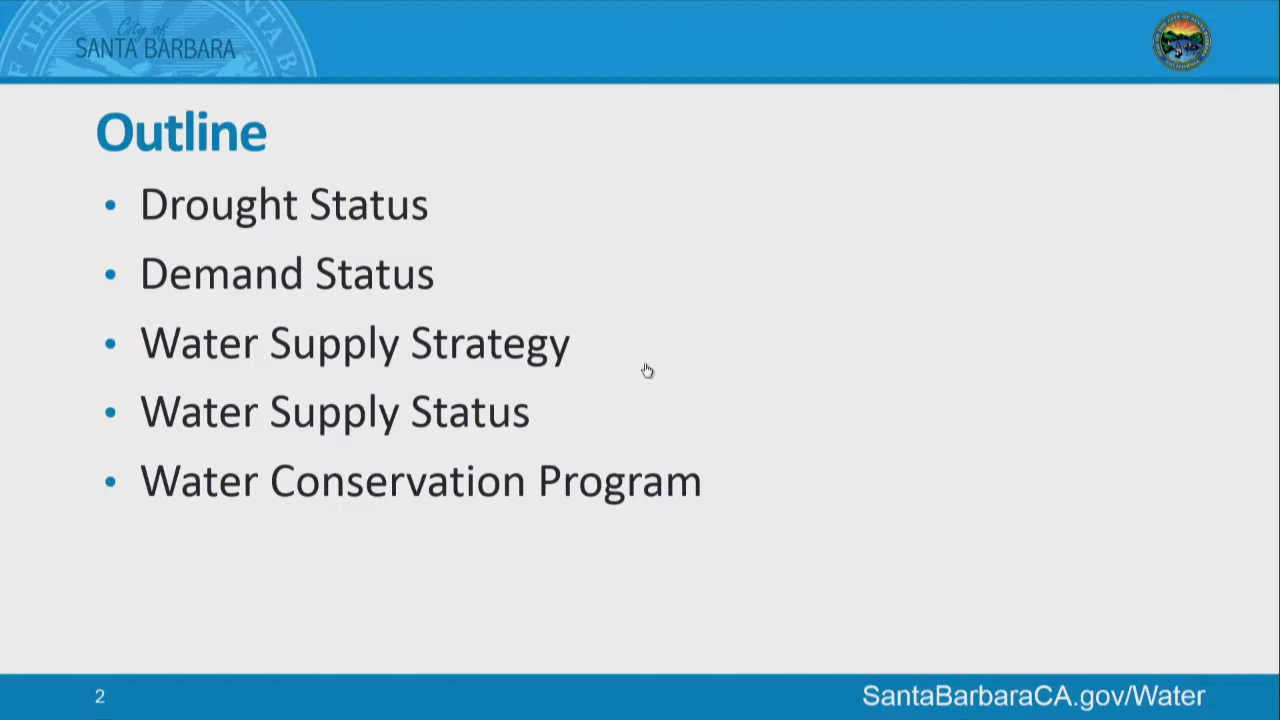 City of
SANTA BARBARA
Outline
• Drought Status
• Demand Status
• Water Supply Strategy
• Water Supply Status
• Water Conservation Program
2
SantaBarbaraCA.gov/Water